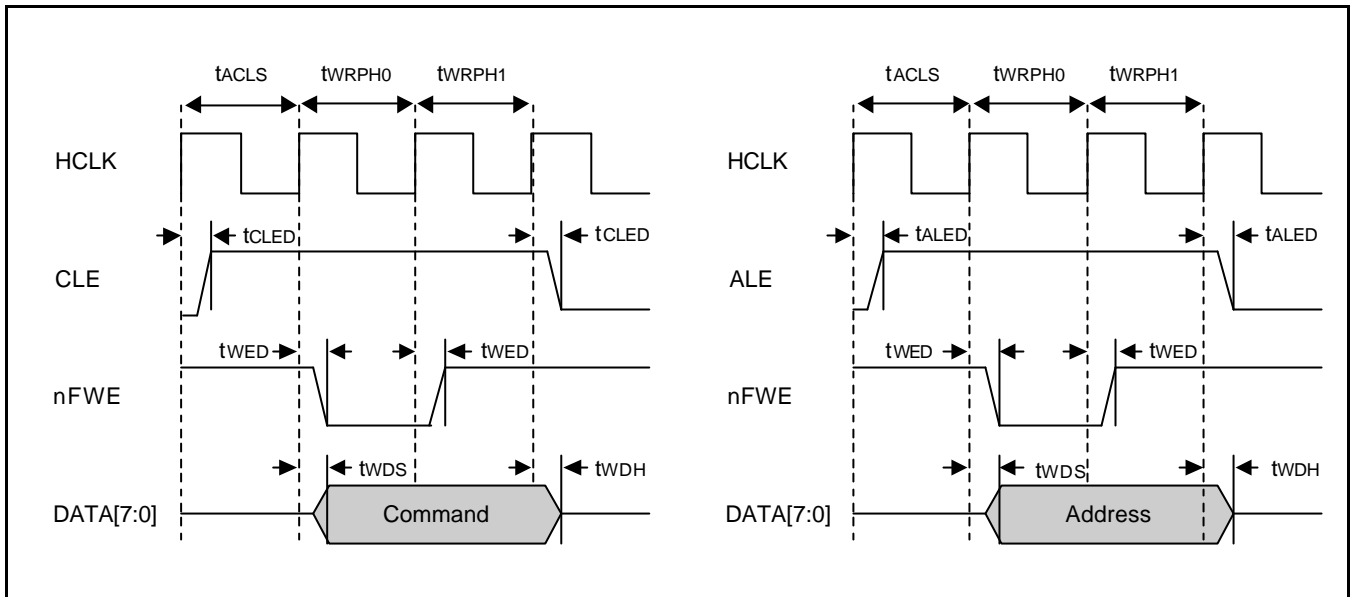 tACLS tWRPH0 tWRPH1
HCLK
tCLED tCLED
CLE
tWED tWED
nFWE
tWDS tWDH
DATA[7:0] Command
tACLS tWRPH0 tWRPH1
HCLK
tALED tALED
ALE
tWED tWED
nFWE
tWDS tWDH
DATA[7:0] Address